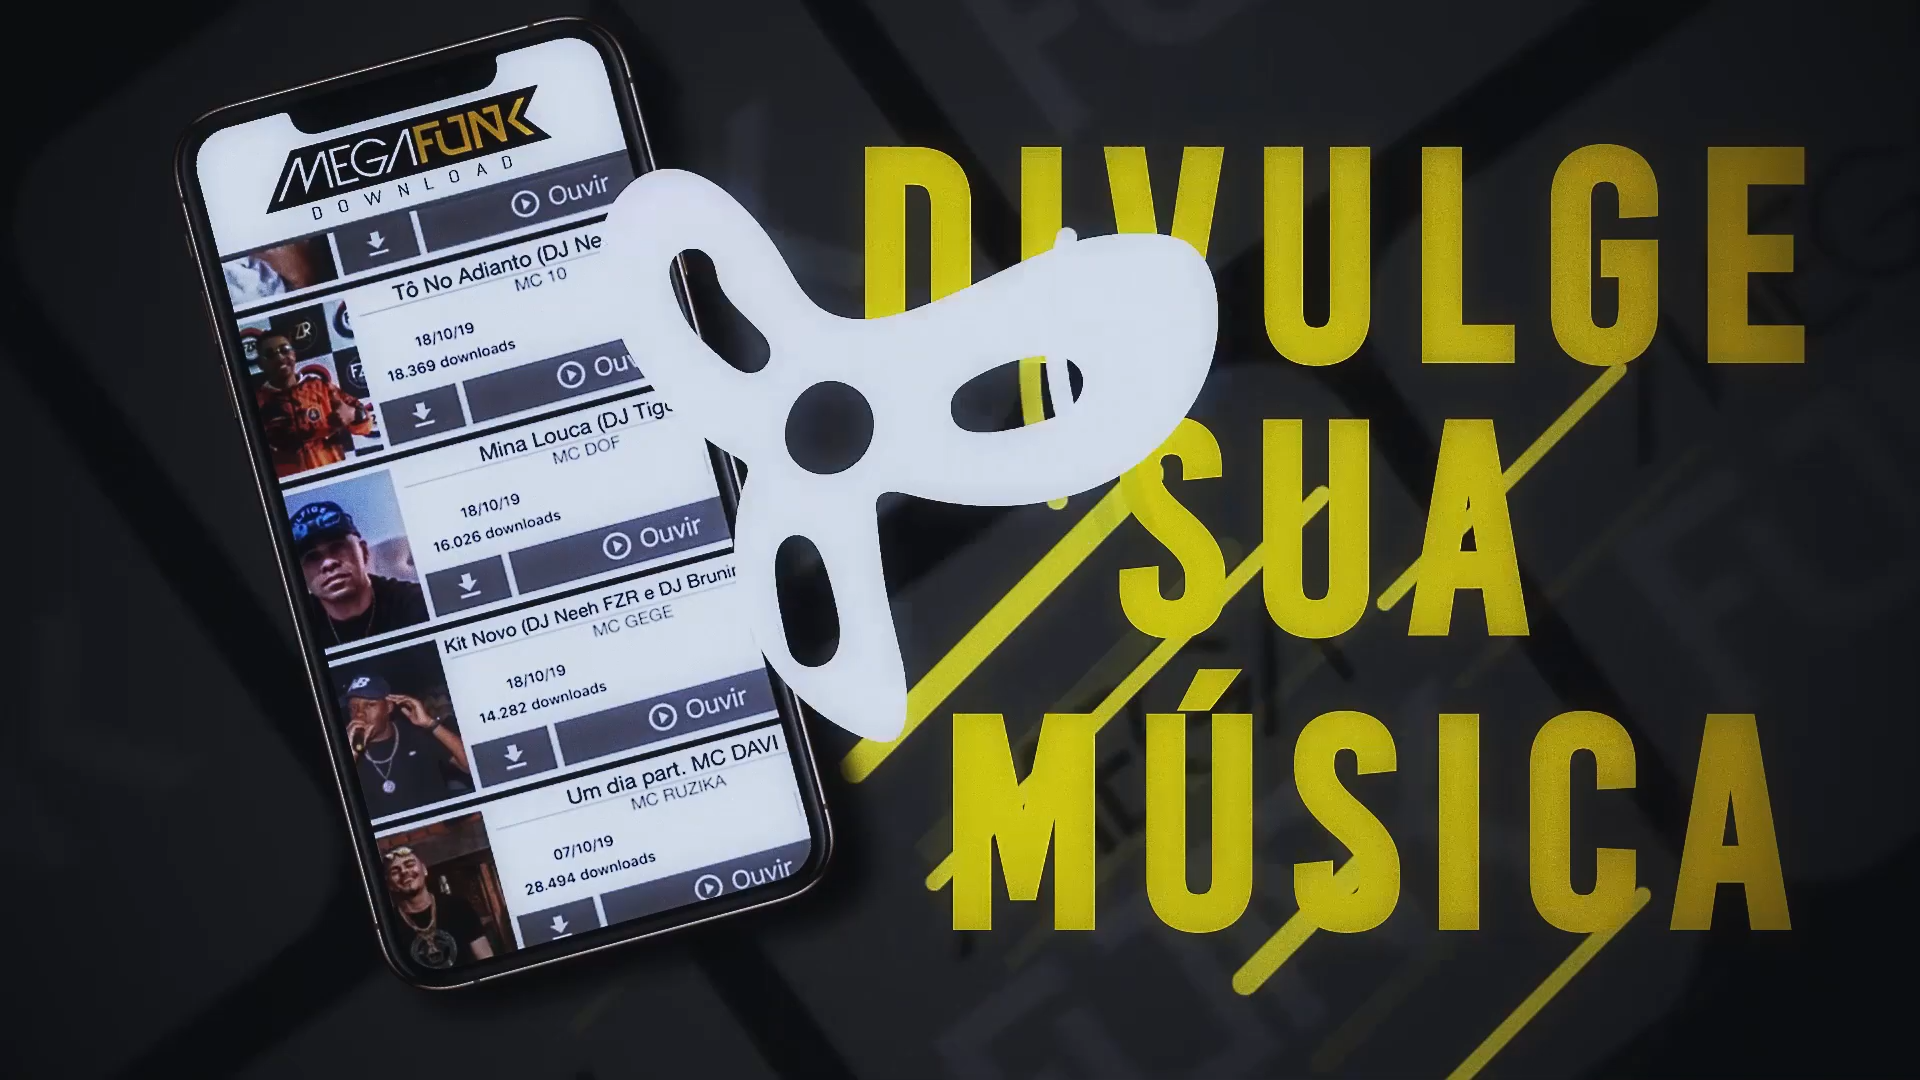 MEGAFUNK
DOWNLOAD
Ouvir
Tô No Adianto (DJ Ne
MC 10
18/10/19
18.369 downloads
Ouv
Mina Louca (DJ Tig
MC DOF
18/10/19
16.026 downloads
Ouvir
Kit Novo (DJ Neeh FZR e DJ Brunin
MC GEGE
18/10/19
14.282 downloads
Ouvir
Um dia part. MC DAVI
MC RUZIKA
07/10/19
28.494 downloads
Ouvir
DIVULGE
SUA
MÚSICA